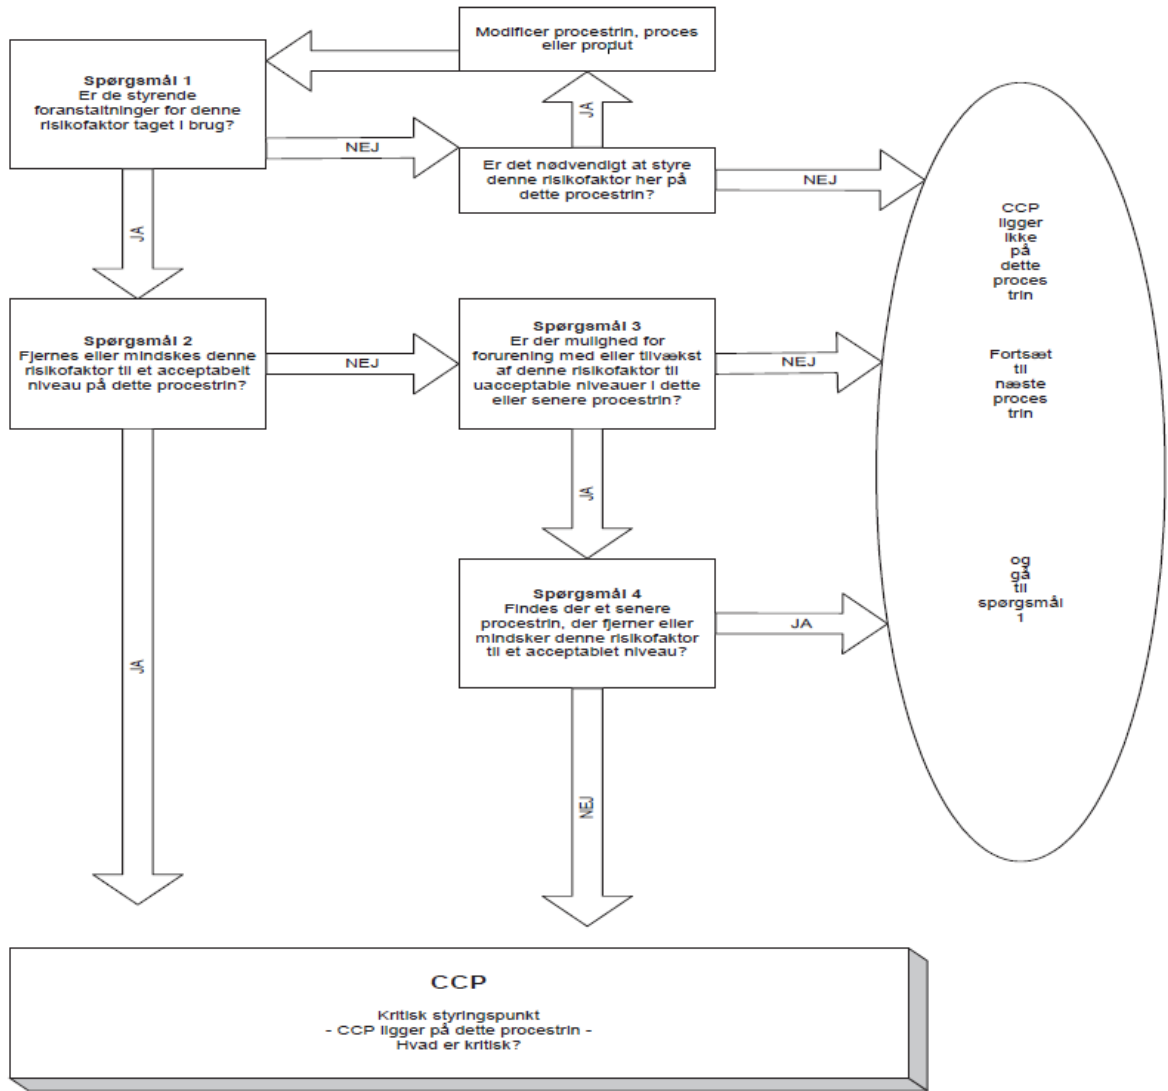 Modificer procestrin, proces
eller produt
Spørgsmål 1
Er de styrende
foranstaltninger for denne
risikofaktor taget i brug?
JA
NEJ
Er det nødvendigt at styre
denne risikofaktor her på
dette procestrin?
NEJ
JA
CCP
ligger
ikke
på
dette
proces
trin
Fortsæt
til
næste
proces
trin
og
gå
til
spørgsmål
1
Spørgsmål 2
Fjernes eller mindskes denne
risikofaktor til et acceptabelt
niveau på dette procestrin?
NEJ
Spørgsmål 3
Er der mulighed for
forurening med eller tilvækst
af denne risikofaktor til
uacceptable niveauer i dette
eller senere procestrin?
NEJ
JA
Spørgsmål 4
Findes der et senere
procestrin, der fjerner eller
mindsker denne risikofaktor
til et acceptablet niveau?
JA
JA
NEJ
CCP
Kritisk styringspunkt
- CCP ligger på dette procestrin -
Hvad er kritisk?